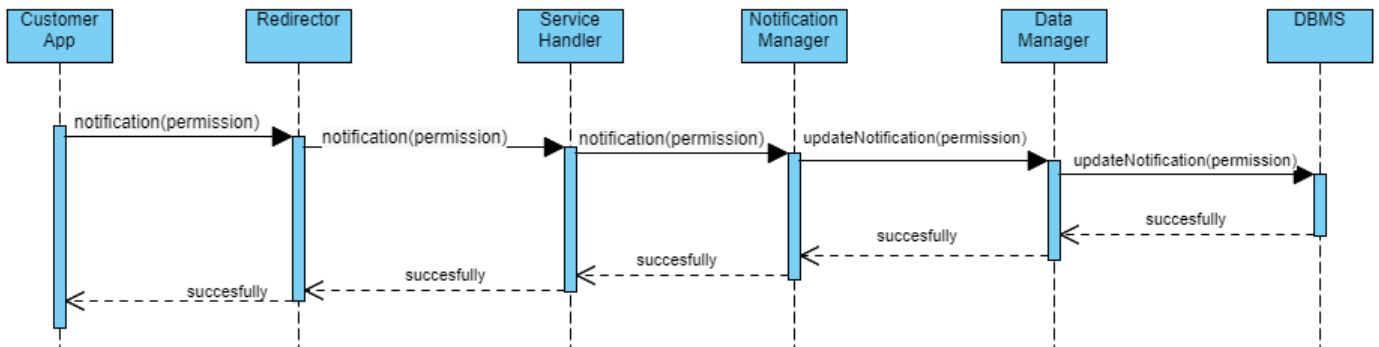 Customer
App
Redirector
Service
Handler
Notification
Manager
Data
Manager
DBMS
notification(permission)
notification(permission)
notification(permission)
updateNotification(permission)
updateNotification(permission)
succesfully
succesfully
succesfully
succesfully
succesfully